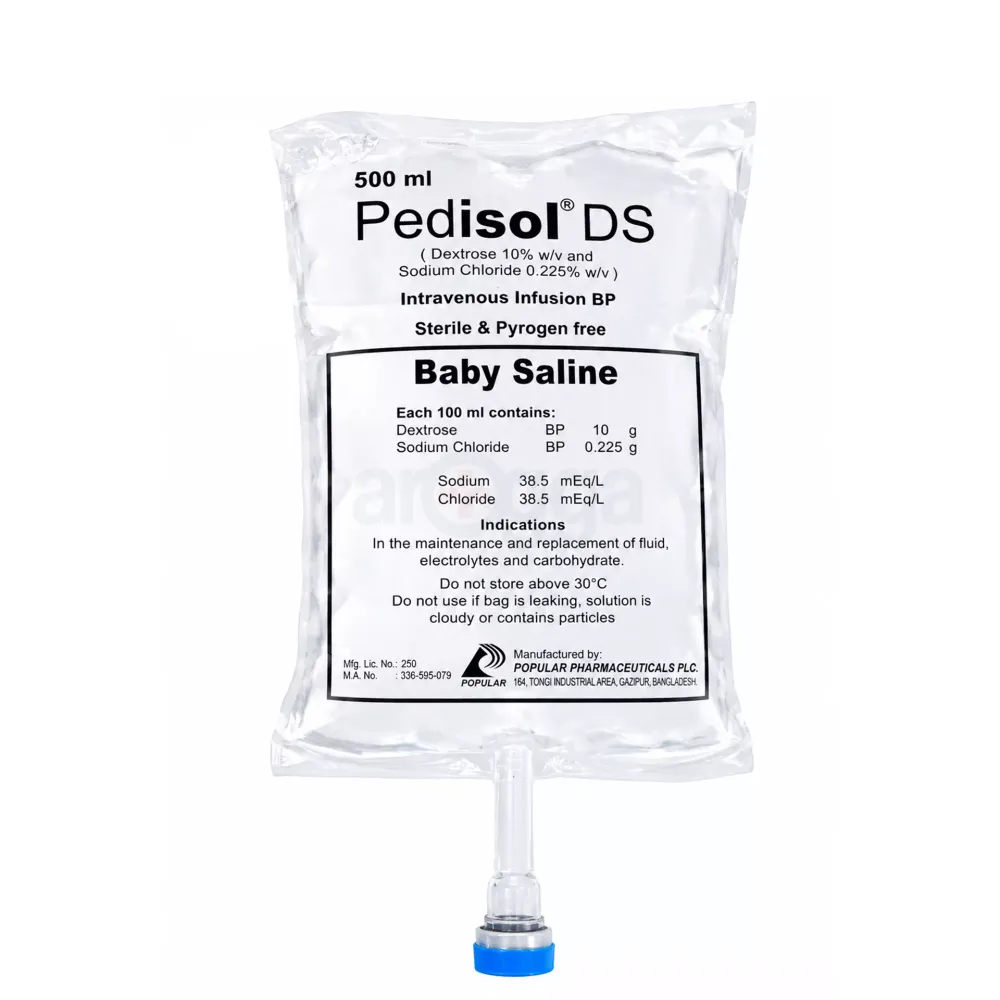 500 ml
Pedisol® DS
( Dextrose 10% w/v and
Sodium Chloride 0.225% w/v )
Intravenous Infusion BP
Sterile & Pyrogen free
Baby Saline
Each 100 ml contains:
Dextrose BP 10 g
Sodium Chloride BP 0.225 g
Sodium 38.5 mEq/L
Chloride 38.5 mEq/L
arogga
Indications
In the maintenance and replacement of fluid,
electrolytes and carbohydrate.
Do not store above 30°C
Do not use if bag is leaking, solution is
cloudy or contains particles
Mfg. Lic. No.: 250
M.A. No. : 336-595-079
POPULAR
Manufactured by:
POPULAR PHARMACEUTICALS PLC.
164, TONGI INDUSTRIAL AREA, GAZIPUR, BANGLADESH.